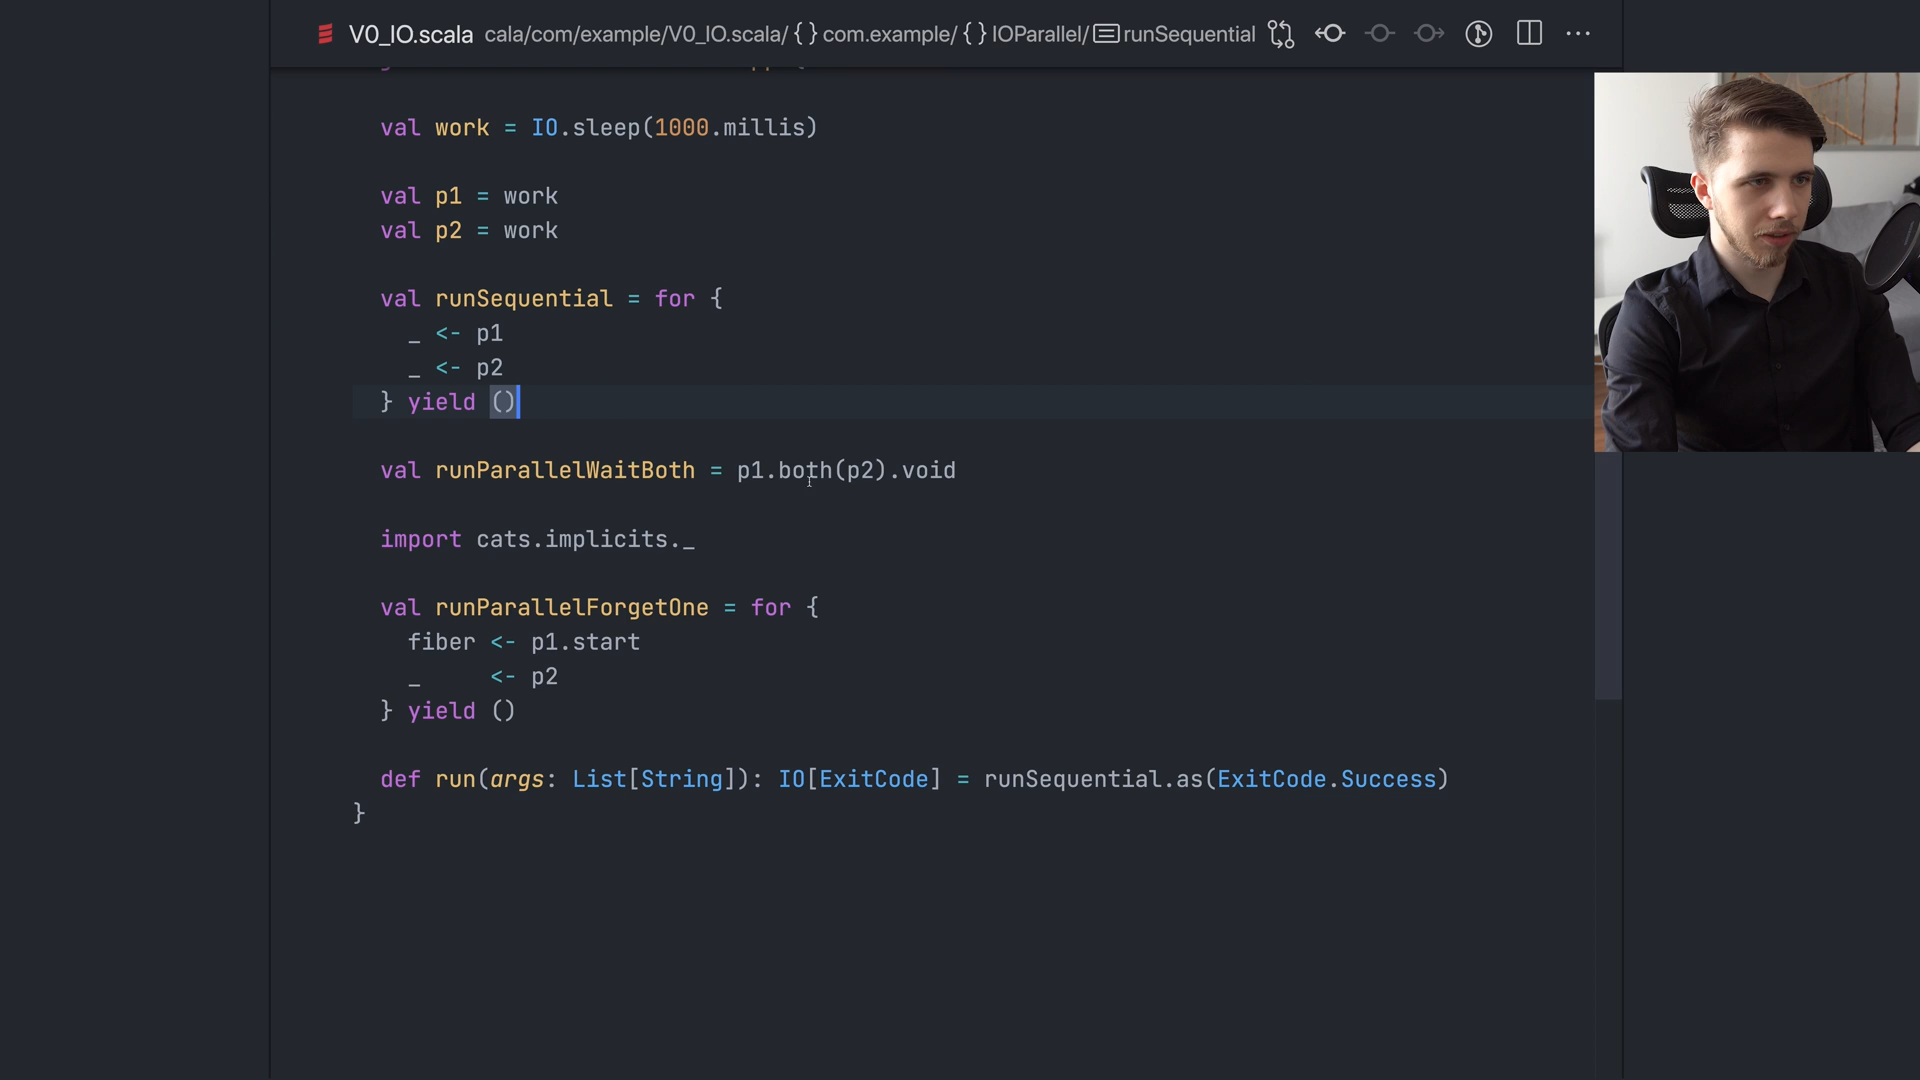 V0_IO.scala cala/com/example/V0_IO.scala/ {} com.example/ {} IOParallel/ runSequential
val work = IO.sleep(1000.millis)
val p1 = work
val p2 = work
val runSequential = for {
_ <- p1
_ <- p2
} yield ()
val runParallelWaitBoth = p1.both(p2).void
import cats.implicits._
val runParallelForgetOne = for {
fiber <- p1.start
_ <- p2
} yield ()
def run(args: List[String]): IO[ExitCode] = runSequential.as(ExitCode.Success)
}